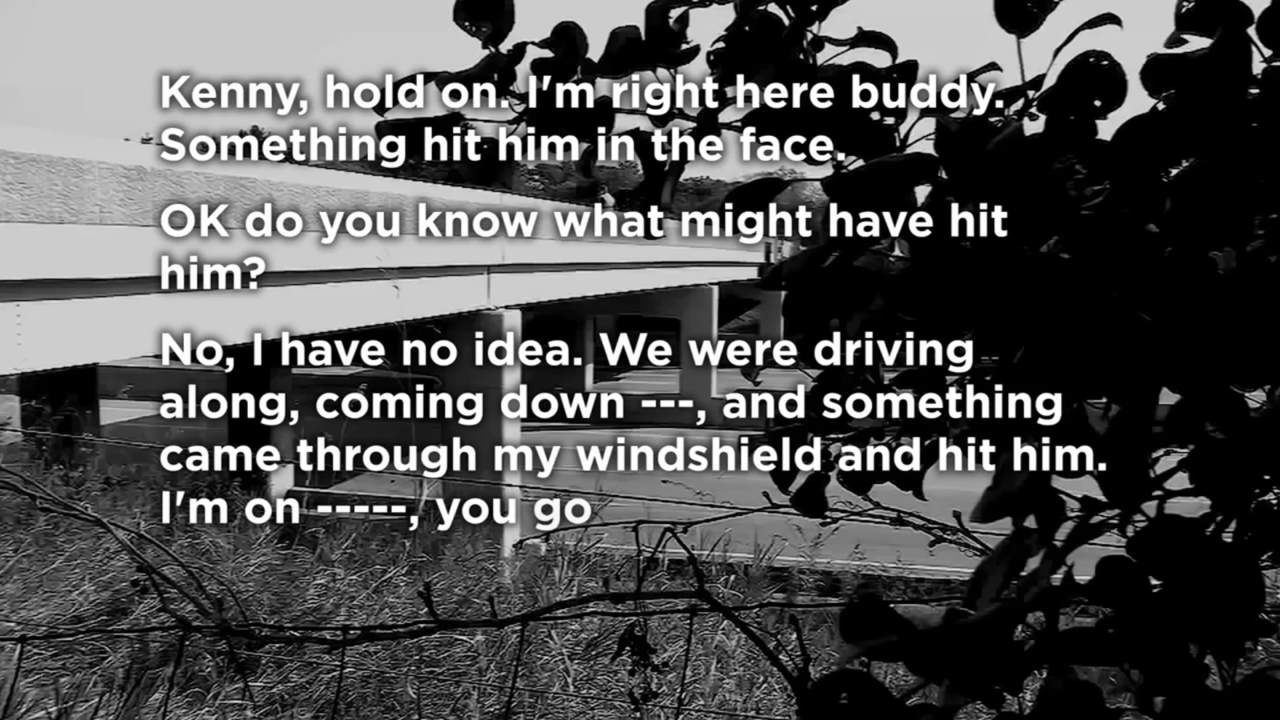 Kenny, hold on. I'm right here buddy.
Something hit him in the face.
OK do you know what might have hit
him?
No, I have no idea. We were driving
along, coming down ---, and something
came through my windshield and hit him.
I'm on -----, you go